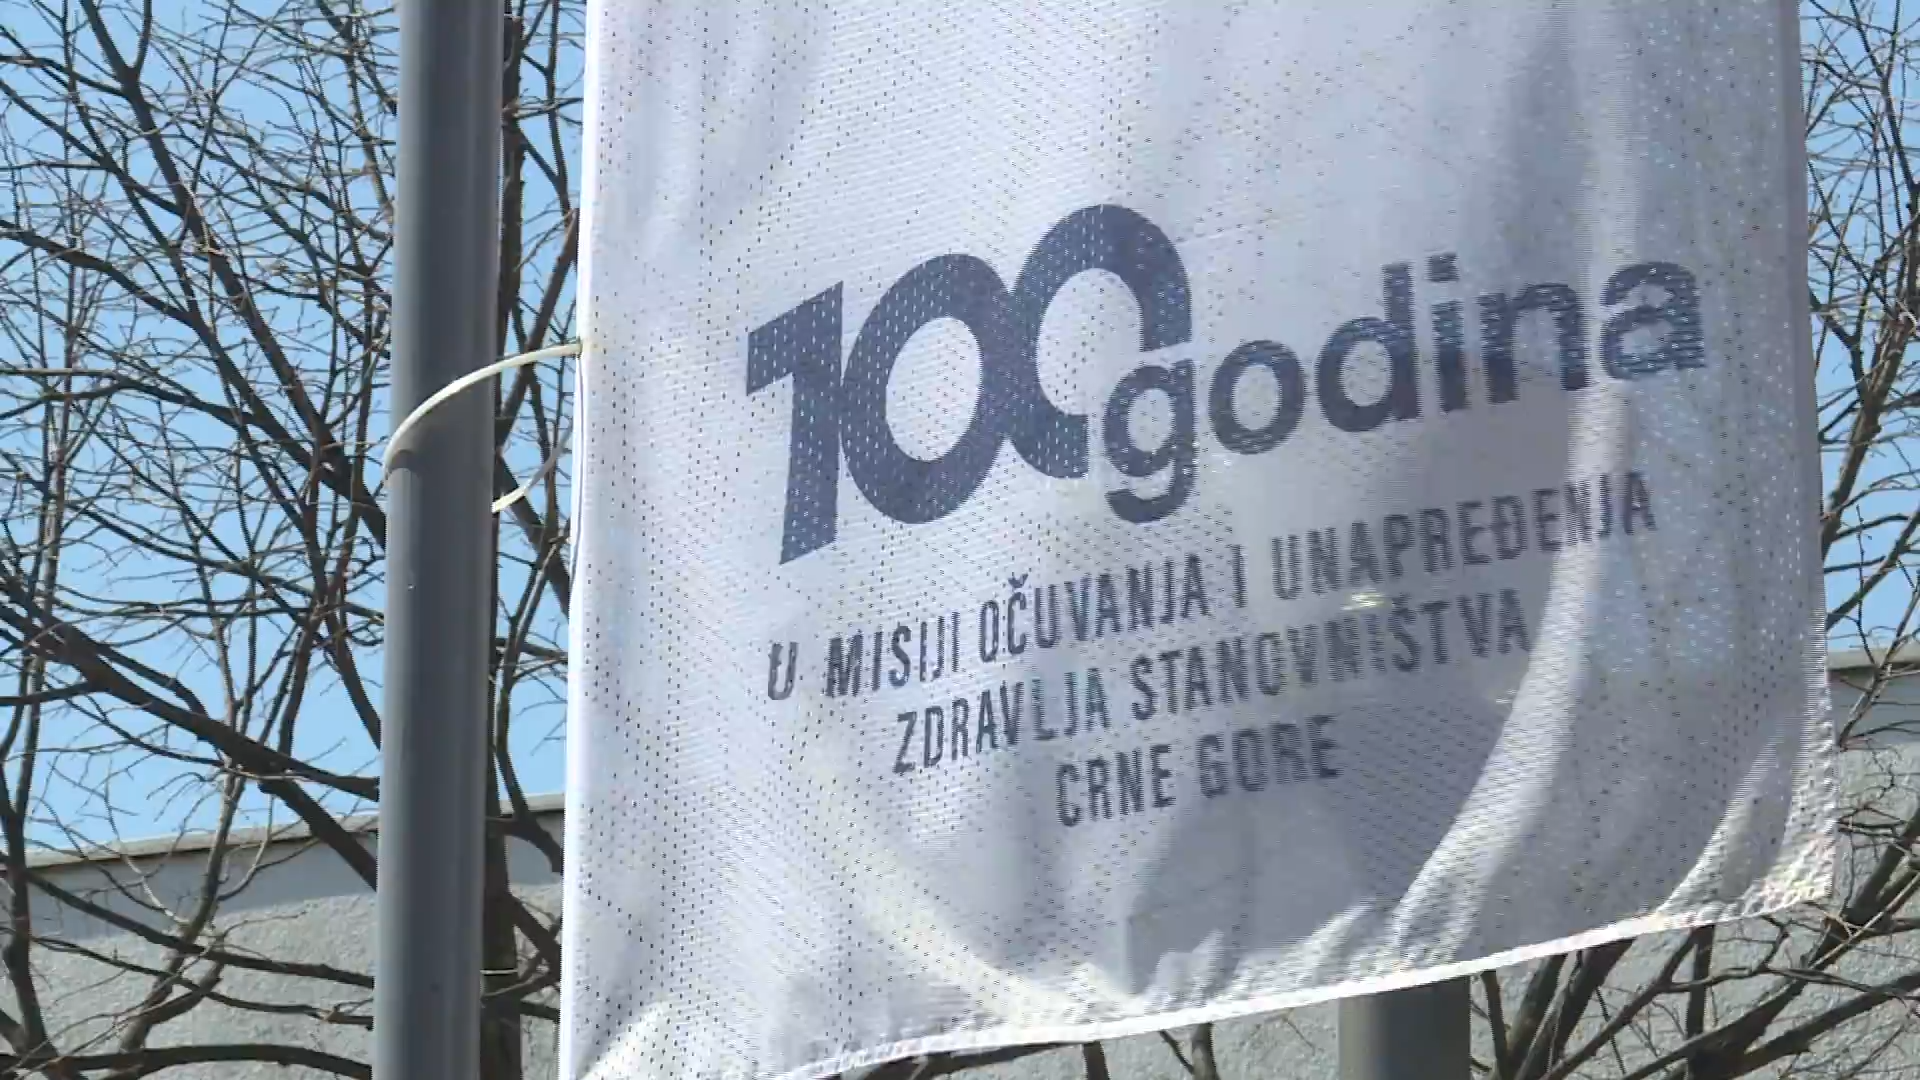 100 godina
U MISIJI OČUVANJA I UNAPREĐENJA
ZDRAVLJA STANOVNIŠTVA
CRNE GORE